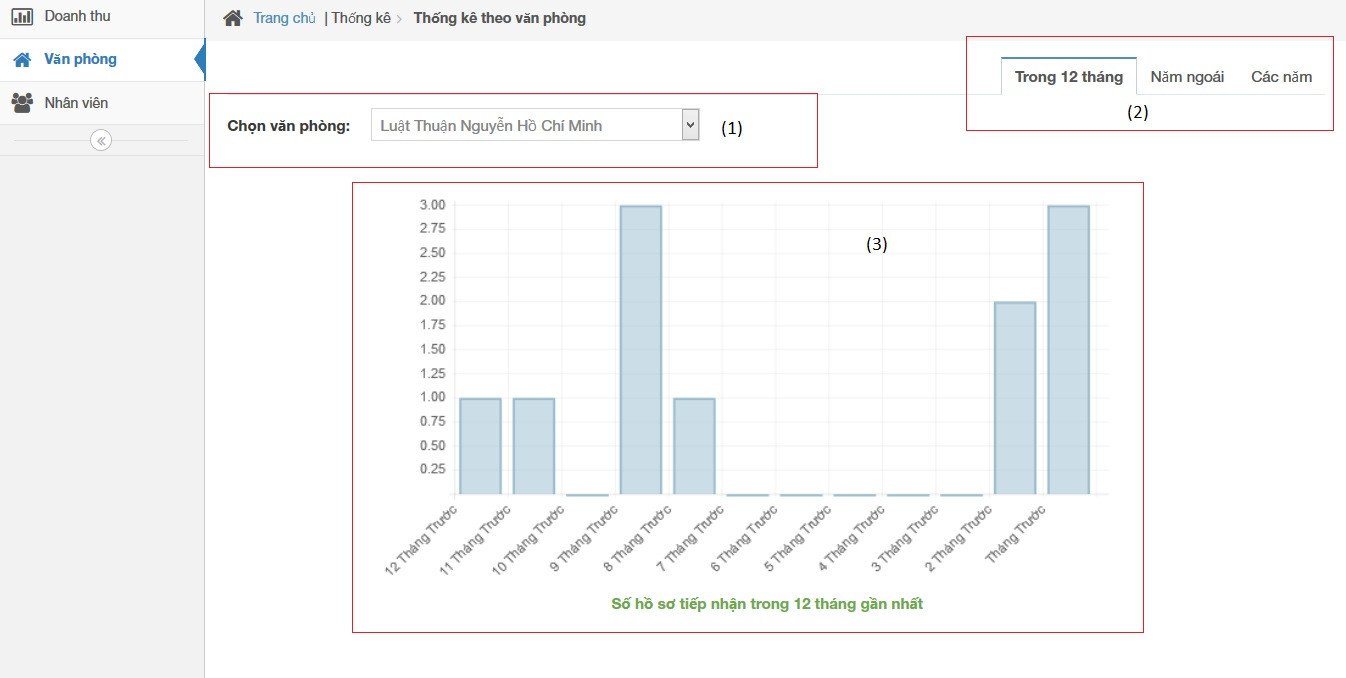 Doanh thu
Văn phòng
Nhân viên
Trang chủ | Thống kê > Thống kê theo văn phòng
Trong 12 tháng Năm ngoái Các năm
(2)
Chọn văn phòng: Luật Thuận Nguyễn Hồ Chí Minh (1)
(3)
3.00
2.75
2.50
2.25
2.00
1.75
1.50
1.25
1.00
0.75
0.50
0.25
12 Tháng Trước
11 Tháng Trước
10 Tháng Trước
9 Tháng Trước
8 Tháng Trước
7 Tháng Trước
6 Tháng Trước
5 Tháng Trước
4 Tháng Trước
3 Tháng Trước
2 Tháng Trước
Tháng Trước
Số hồ sơ tiếp nhận trong 12 tháng gần nhất